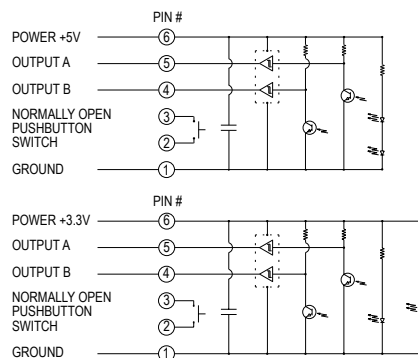 PIN #
POWER +5V 6
OUTPUT A 5
OUTPUT B 4
NORMALLY OPEN 3
PUSHBUTTON
SWITCH 2
GROUND 1
PIN #
POWER +3.3V 6
OUTPUT A 5
OUTPUT B 4
NORMALLY OPEN 3
PUSHBUTTON
SWITCH 2
GROUND 1